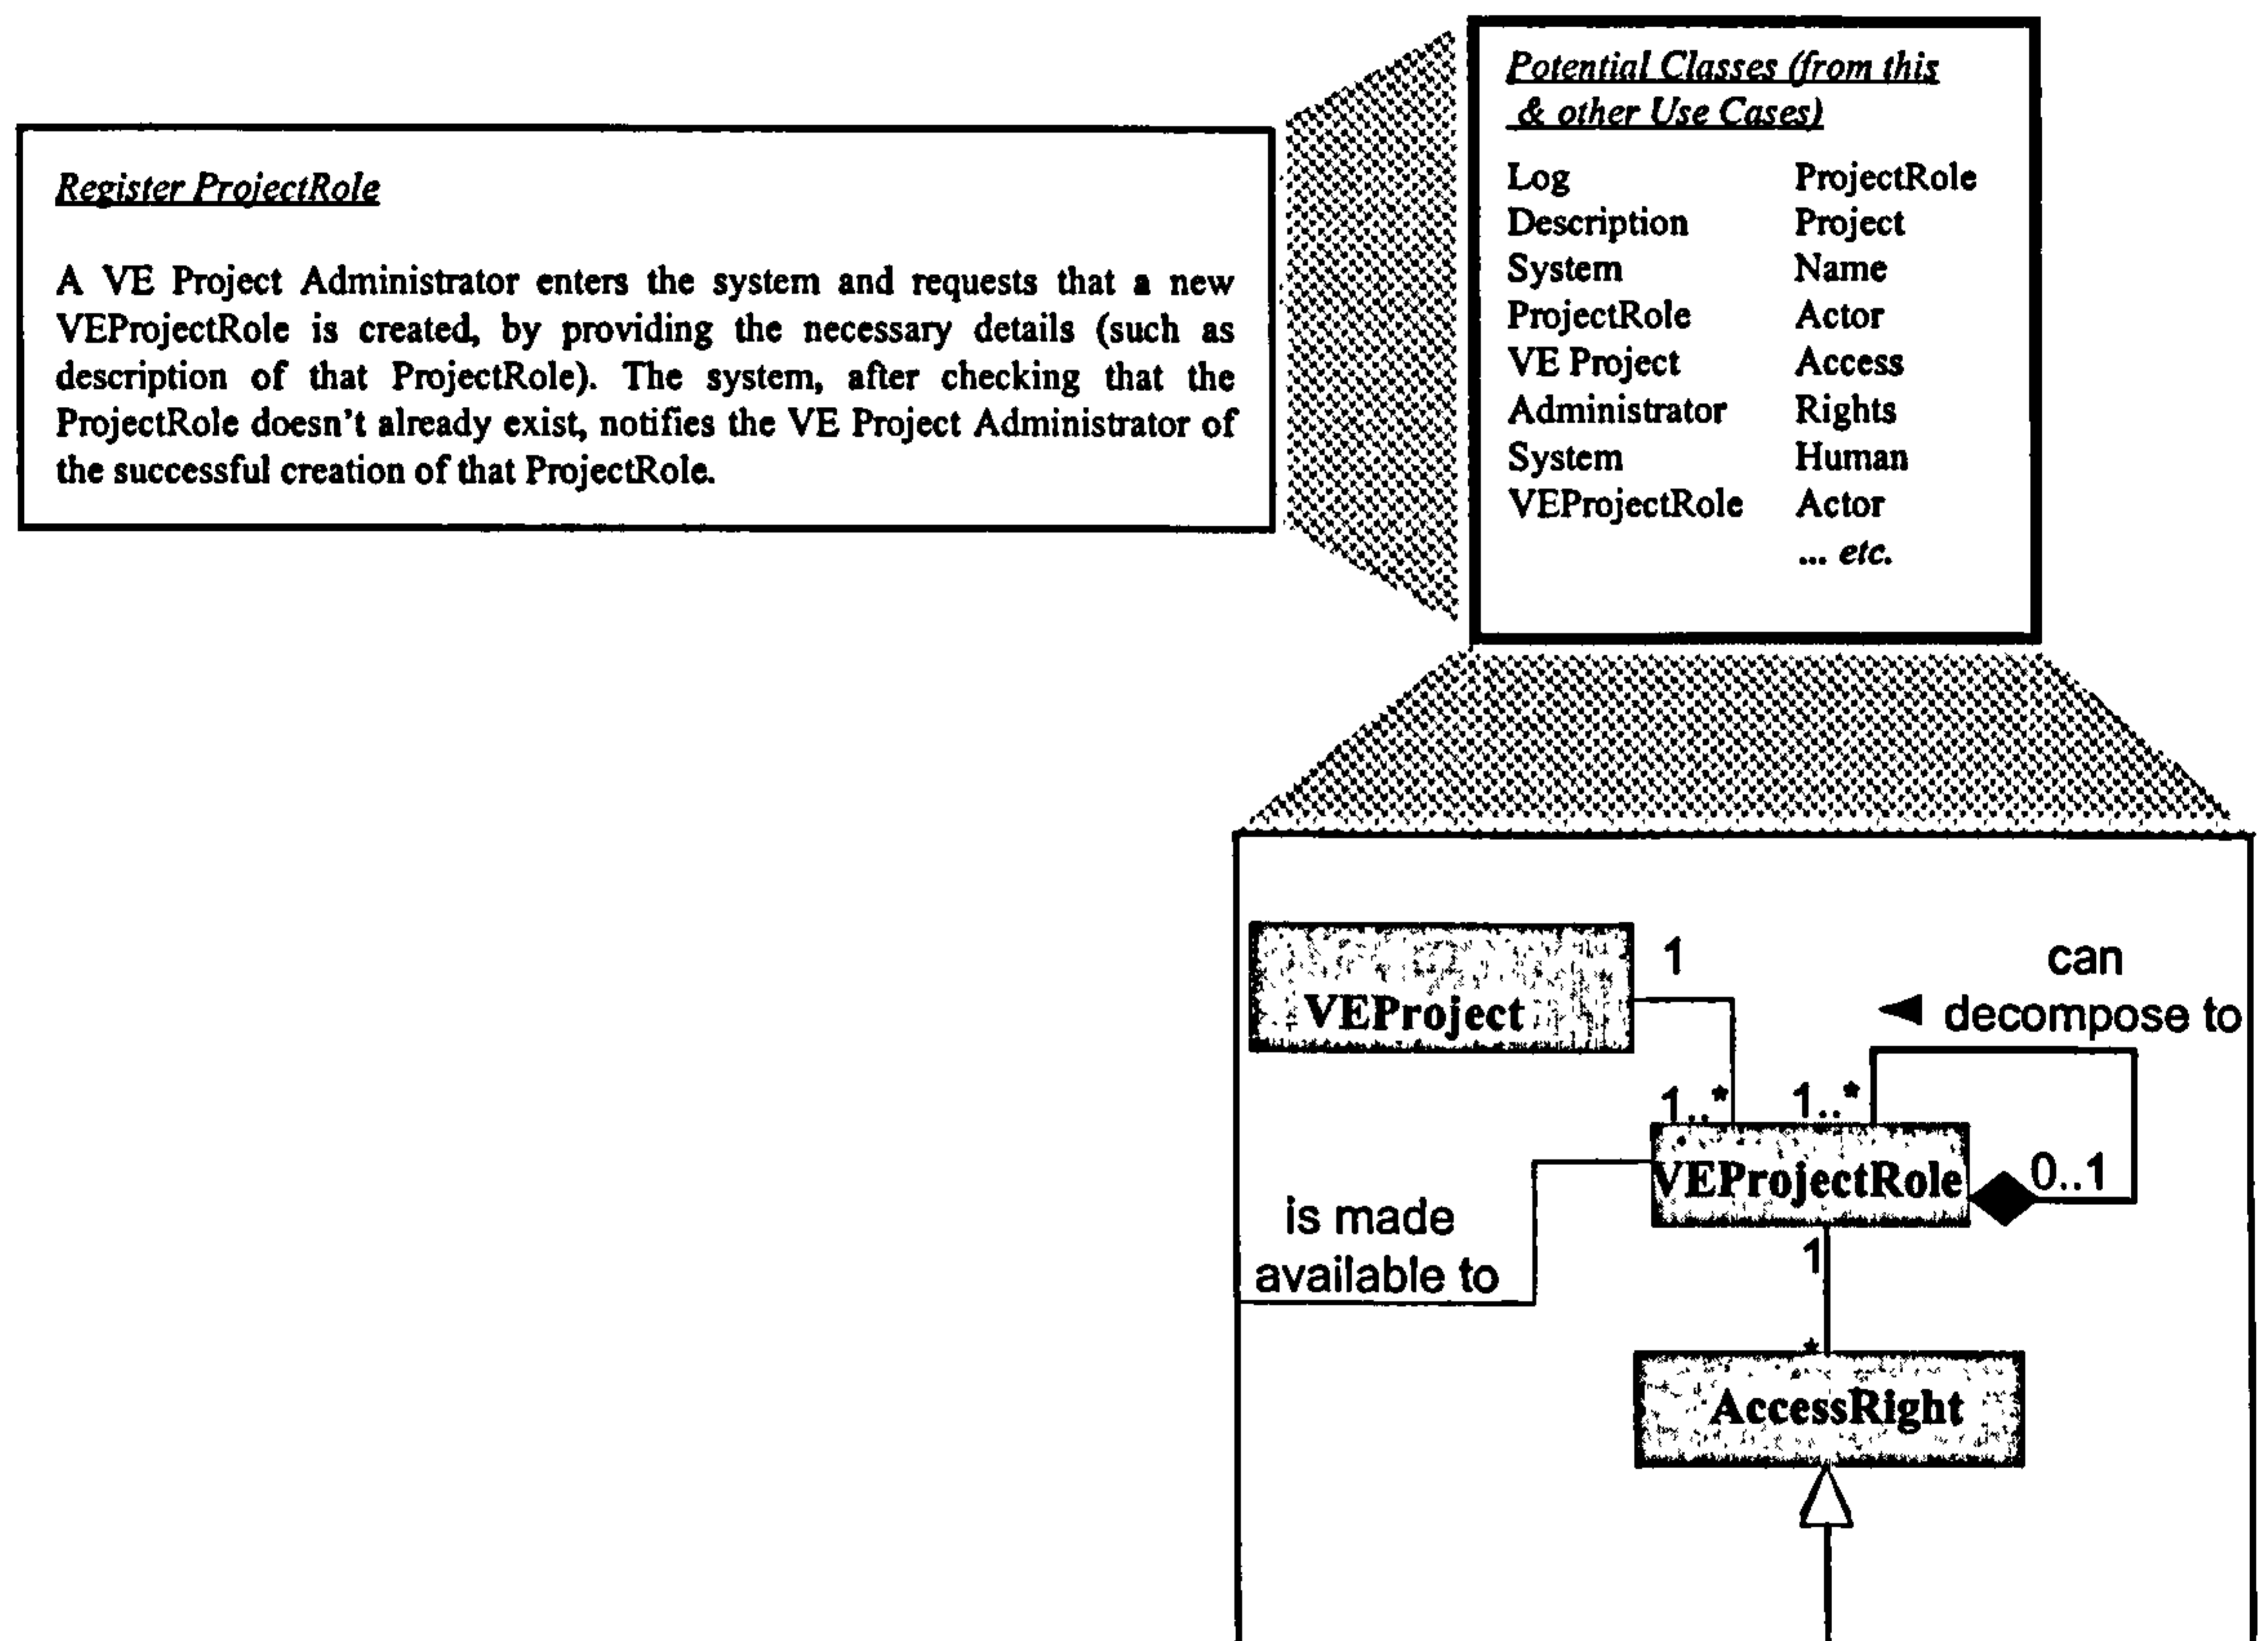 Register ProjectRole
A VE Project Administrator enters the system and requests that a new
VEProjectRole is created, by providing the necessary details (such as
description of that ProjectRole). The system, after checking that the
ProjectRole doesn't already exist, notifies the VE Project Administrator of
the successful creation of that ProjectRole.
Potential Classes (from this
& other Use Cases)
Log ProjectRole
Description Project
System Name
ProjectRole Actor
VE Project Access
Administrator Rights
System Human
VEProjectRole Actor
... etc.
VEProject
1
can
◄ decompose to
1..* 1..*
VEProjectRole
0..1
is made
available to
1
*
AccessRight